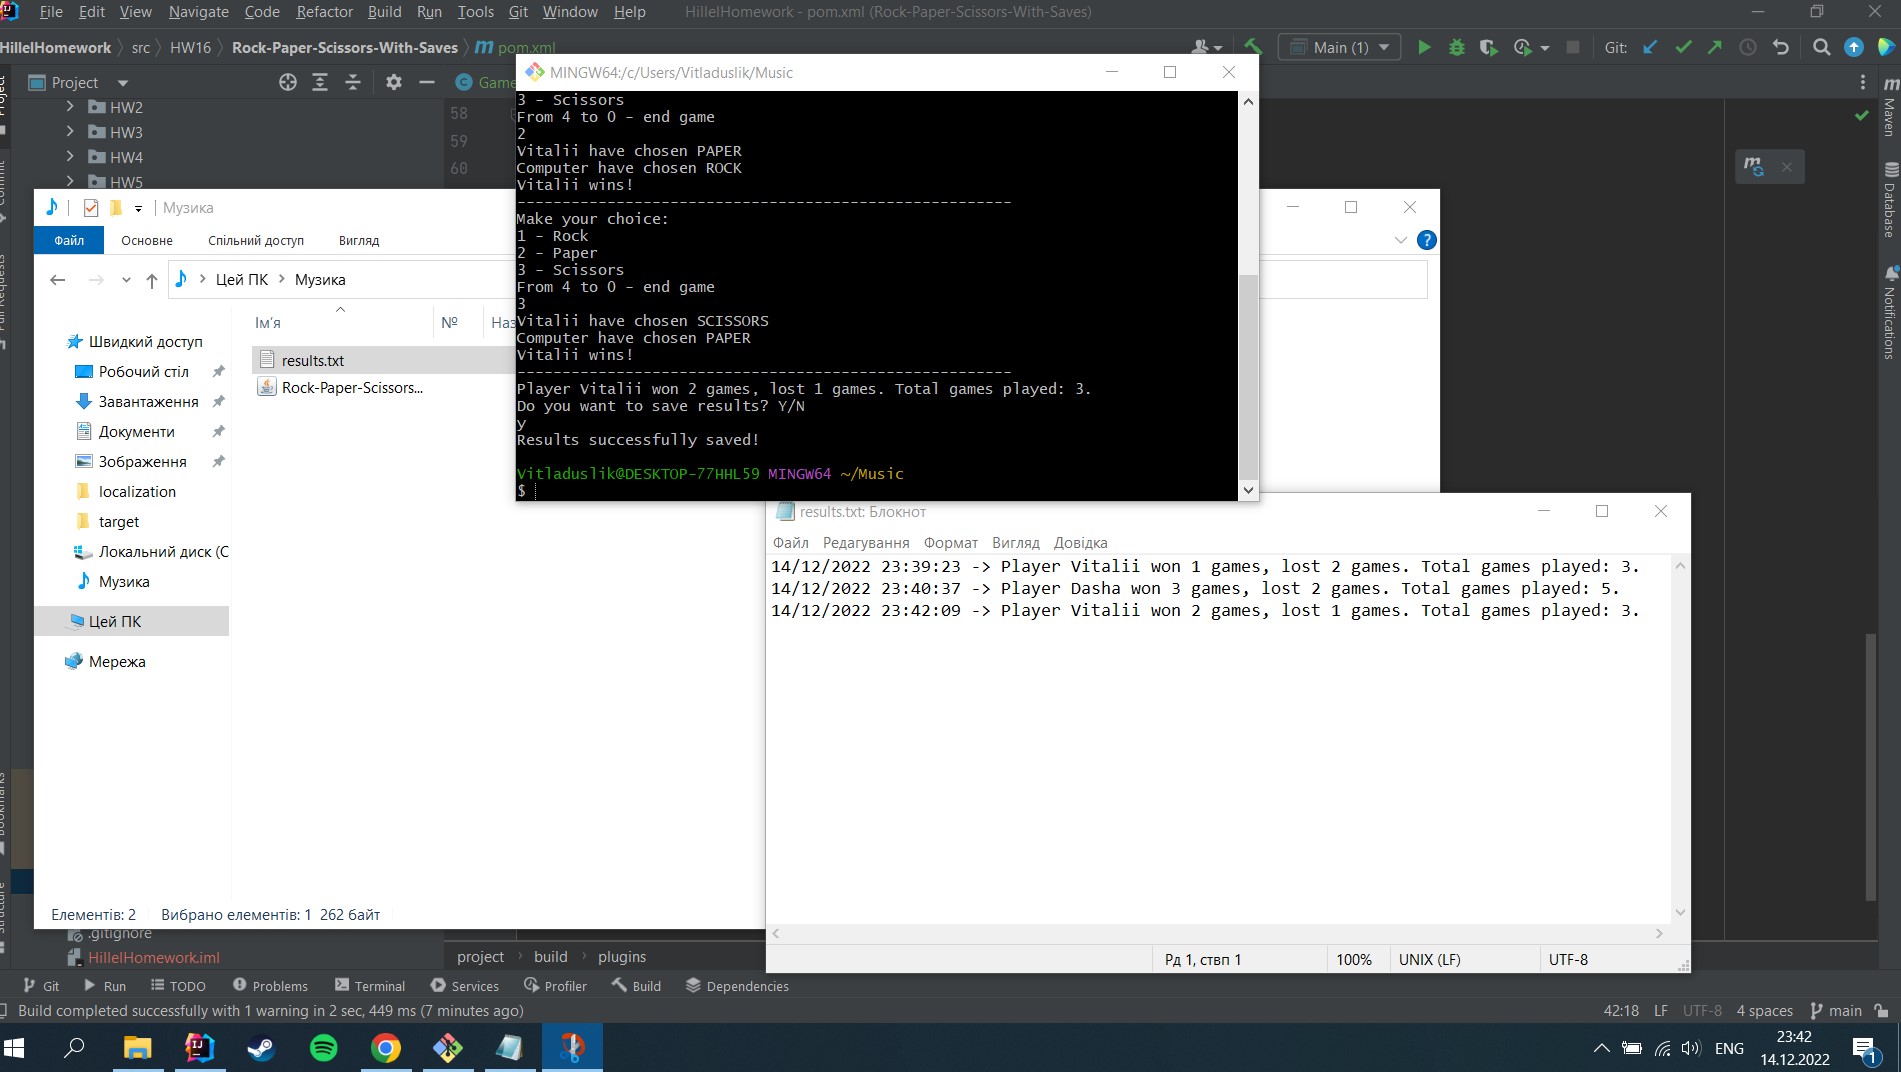 File Edit View Navigate Code Refactor Build Run Tools Git Window Help HillelHomework - pom.xml (Rock-Paper-Scissors-With-Saves)
HillelHomework src HW16 Rock-Paper-Scissors-With-Saves m pom.xml Main (1) Git:
Project
Game
HW2
HW3
HW4
HW5
58
59
60
Maven
Database
Notifications
MINGW64:/c/Users/Vitladuslik/Music
3 - Scissors
From 4 to 0 - end game
2
Vitalii have chosen PAPER
Computer have chosen ROCK
Vitalii wins!
-------------------------------------------------------
Make your choice:
1 - Rock
2 - Paper
3 - Scissors
From 4 to 0 - end game
3
Vitalii have chosen SCISSORS
Computer have chosen PAPER
Vitalii wins!
-------------------------------------------------------
Player Vitalii won 2 games, lost 1 games. Total games played: 3.
Do you want to save results? Y/N
y
Results successfully saved!
Vitladuslik@DESKTOP-77HHL59 MINGW64 ~/Music
$
Музика
Файл Основне Спільний доступ Вигляд
Цей ПК Музика
Ім'я № Наз
Швидкий доступ
Робочий стіл
Завантаження
Документи
Зображення
localization
target
Локальний диск (C
Музика
Цей ПК
Мережа
results.txt
Rock-Paper-Scissors...
Елементів: 2 Вибрано елементів: 1 262 байт
results.txt: Блокнот
Файл Редагування Формат Вигляд Довідка
14/12/2022 23:39:23 -> Player Vitalii won 1 games, lost 2 games. Total games played: 3.
14/12/2022 23:40:37 -> Player Dasha won 3 games, lost 2 games. Total games played: 5.
14/12/2022 23:42:09 -> Player Vitalii won 2 games, lost 1 games. Total games played: 3.
Рд 1, ствп 1 100% UNIX (LF) UTF-8
.gitignore
HillelHomework.iml
project build plugins
Git Run TODO Problems Terminal Services Profiler Build Dependencies
Build completed successfully with 1 warning in 2 sec, 449 ms (7 minutes ago) 42:18 LF UTF-8 4 spaces main
ENG
23:42
14.12.2022
1